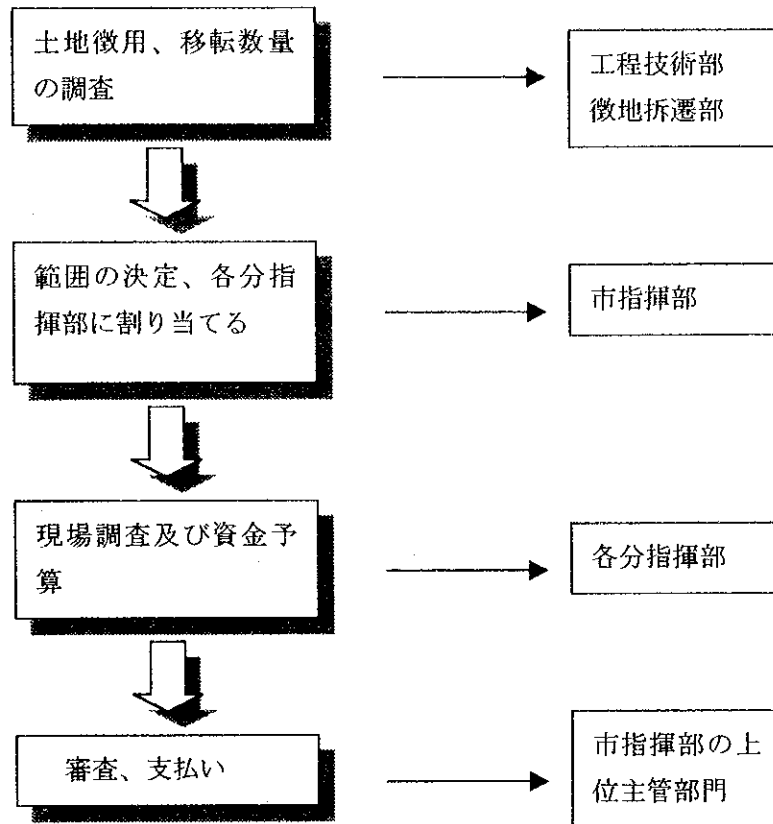 土地徴用、移転数量
の調査
工程技術部
徴地拆遷部
範囲の決定、各分指
揮部に割り当てる
市指揮部
現場調査及び資金予
算
各分指揮部
審査、支払い
市指揮部の上
位主管部門